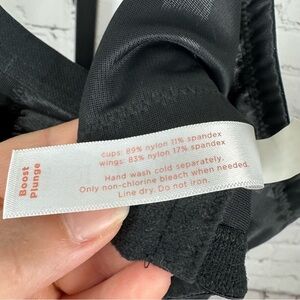 Boost
Plunge
cups: 89% nylon 11% spandex
wings: 83% nylon 17% spandex
Hand wash cold separately.
Only non-chlorine bleach when needed.
Line dry. Do not iron.